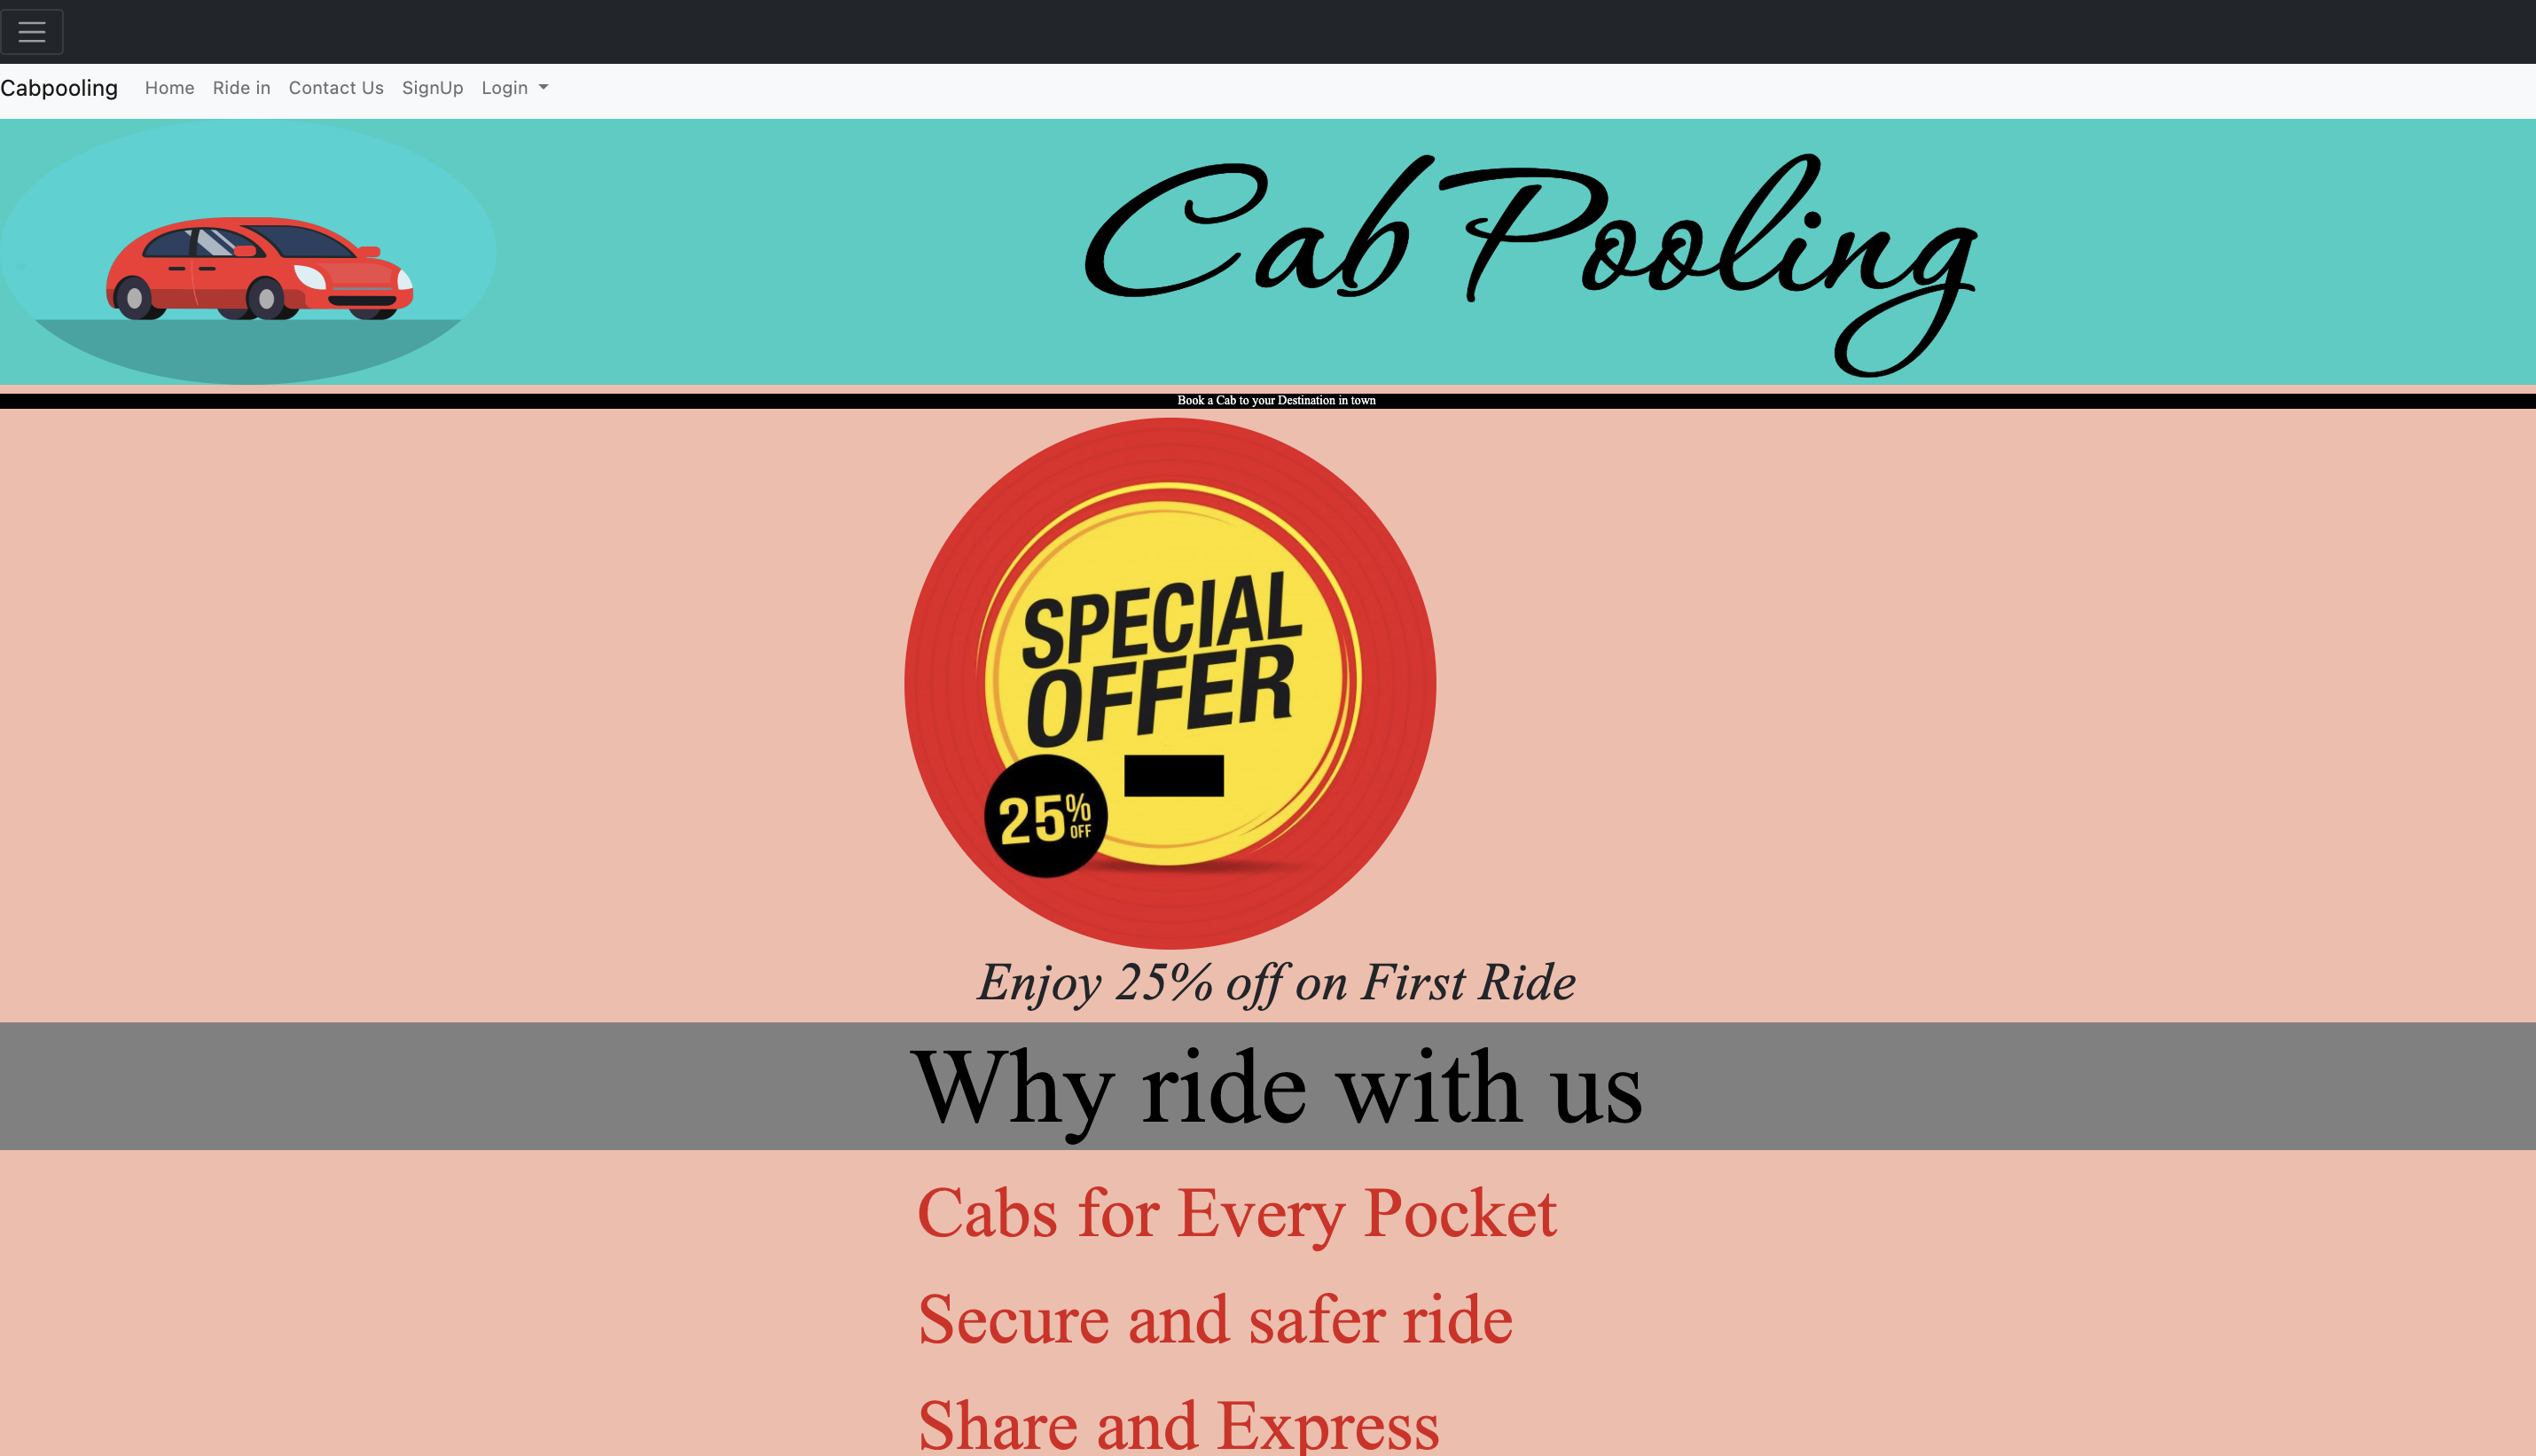 Cabpooling Home Ride in Contact Us SignUp Login
Cab Pooling
Book a Cab to your Destination in town
SPECIAL
OFFER
25% OFF
Enjoy 25% off on First Ride
Why ride with us
Cabs for Every Pocket
Secure and safer ride
Share and Express